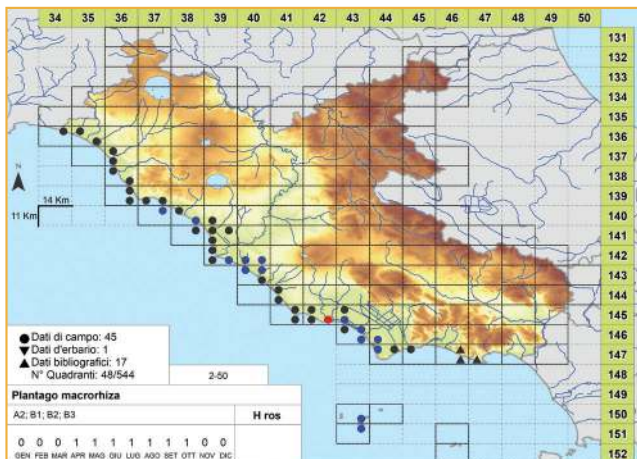 34 35 36 37 38 39 40 41 42 43 44 45 46 47 48 49 50
131
132
133
134
135
136
137
138
139
140
141
142
143
144
145
146
147
148
149
150
151
152
N
14 Km
11 Km
Dati di campo: 45
Dati d'erbario: 1
Dati bibliografici: 17
N° Quadranti: 48/544
2-50
Plantago macrorhiza
A2; B1; B2; B3
H ros
0 0 0 1 1 1 1 1 1 1 0 0
GEN FEB MAR APR MAG GIU LUG AGO SET OTT NOV DIC